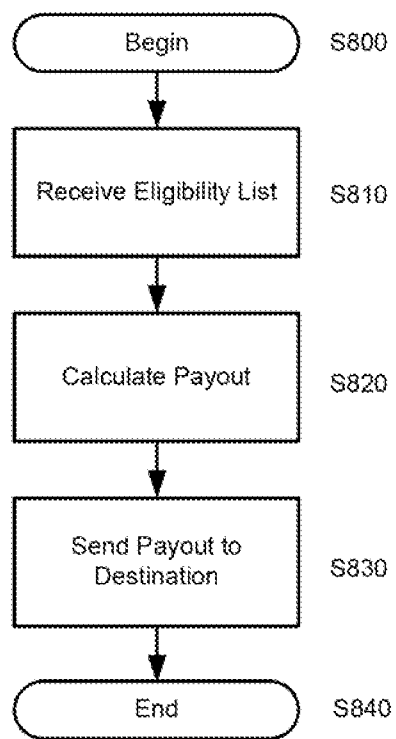 Begin S800
Receive Eligibility List S810
Calculate Payout S820
Send Payout to
Destination S830
End S840